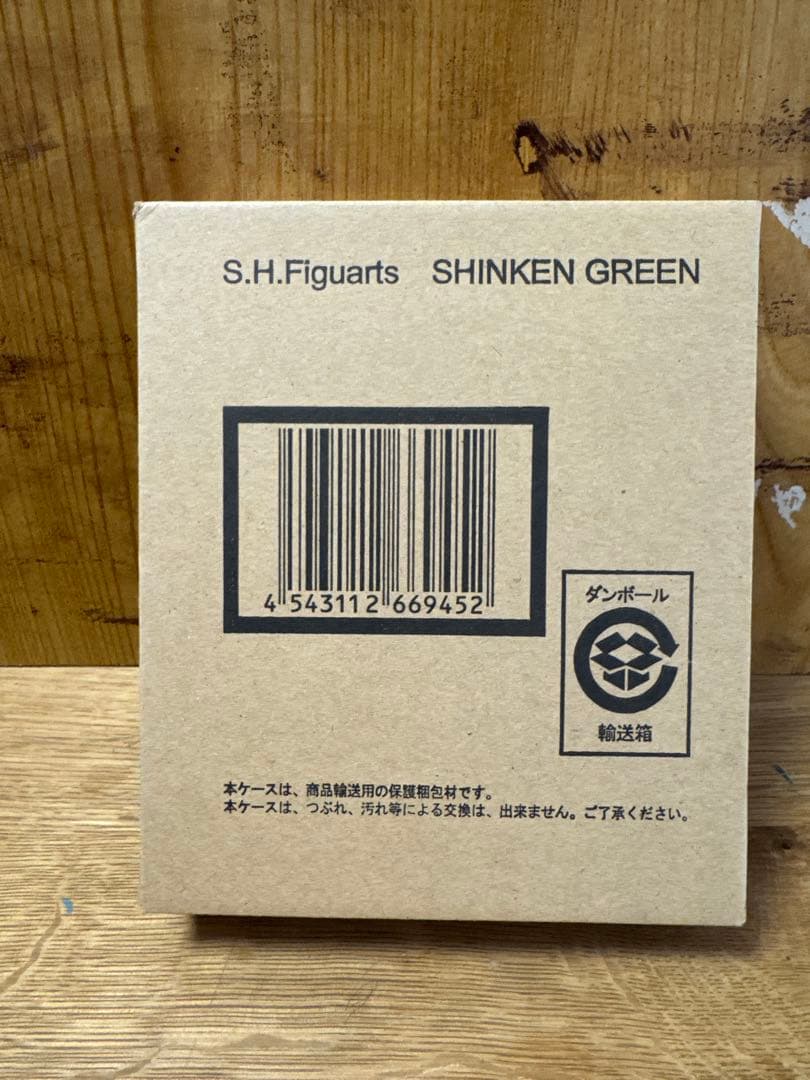 S.H.Figuarts SHINKEN GREEN
4 543112 669452
ダンボール
輸送箱
本ケースは、商品輸送用の保護梱包材です。
本ケースは、つぶれ、汚れ等による交換は、出来ません。ご了承ください。